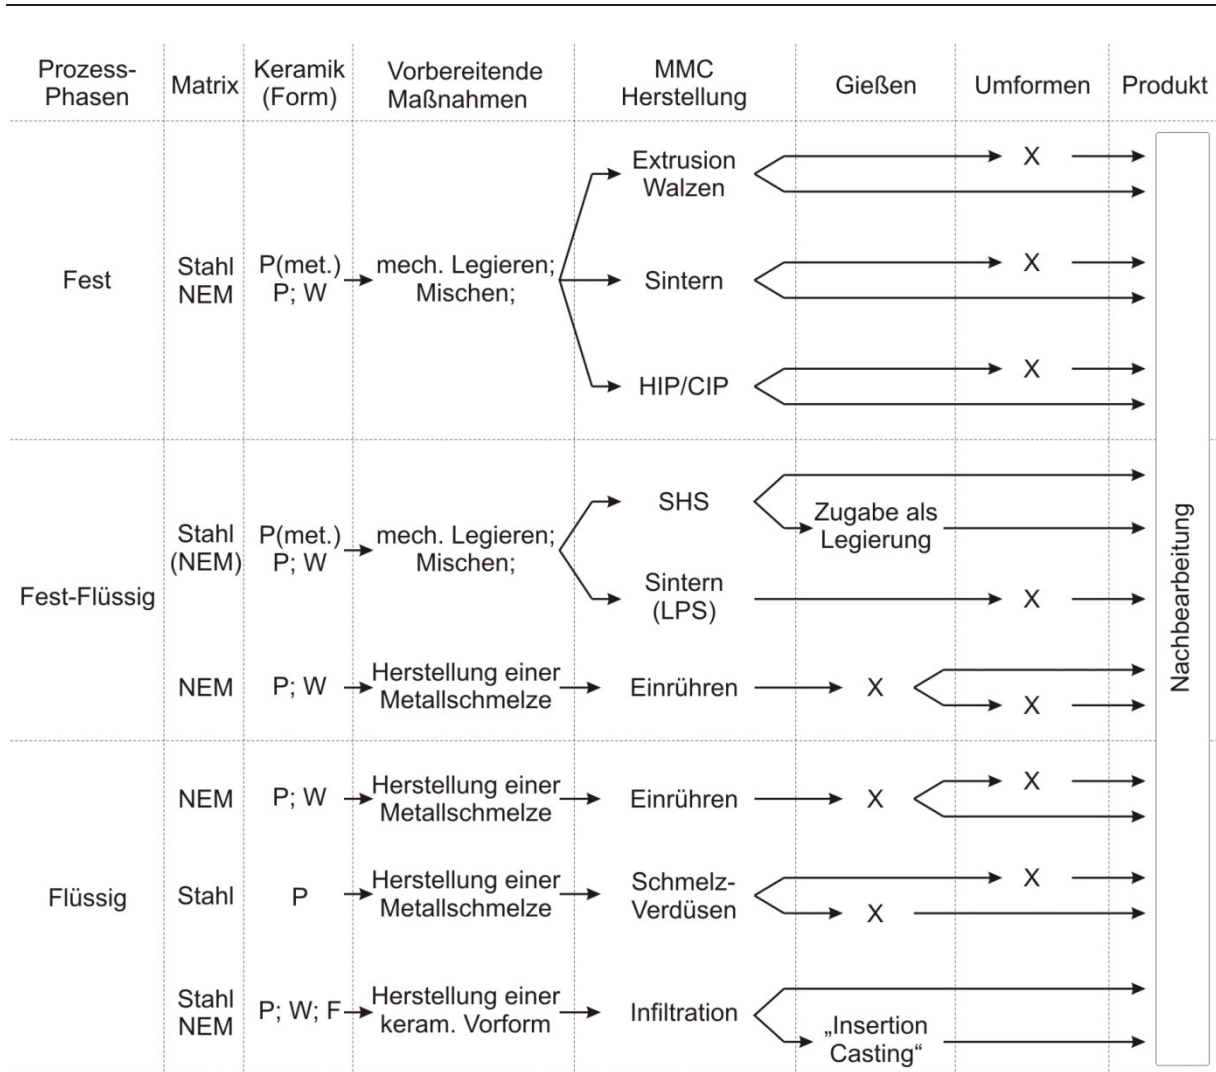 Prozess-
Phasen
Matrix
Keramik
(Form)
Vorbereitende
Maßnahmen
MMC
Herstellung
Gießen
Umformen
Produkt
Fest
Stahl
NEM
P(met.)
P; W
mech. Legieren;
Mischen;
Extrusion
Walzen
X
Sintern
X
HIP/CIP
X
Fest-Flüssig
Stahl
(NEM)
P(met.)
P; W
mech. Legieren;
Mischen;
SHS
Zugabe als
Legierung
Sintern
(LPS)
X
NEM
P; W
Herstellung einer
Metallschmelze
Einrühren
X
X
Flüssig
NEM
P; W
Herstellung einer
Metallschmelze
Einrühren
X
X
Stahl
P
Herstellung einer
Metallschmelze
Schmelz-
Verdüsen
X
X
Stahl
NEM
P; W; F
Herstellung einer
keram. Vorform
Infiltration
„Insertion
Casting“
Nachbearbeitung